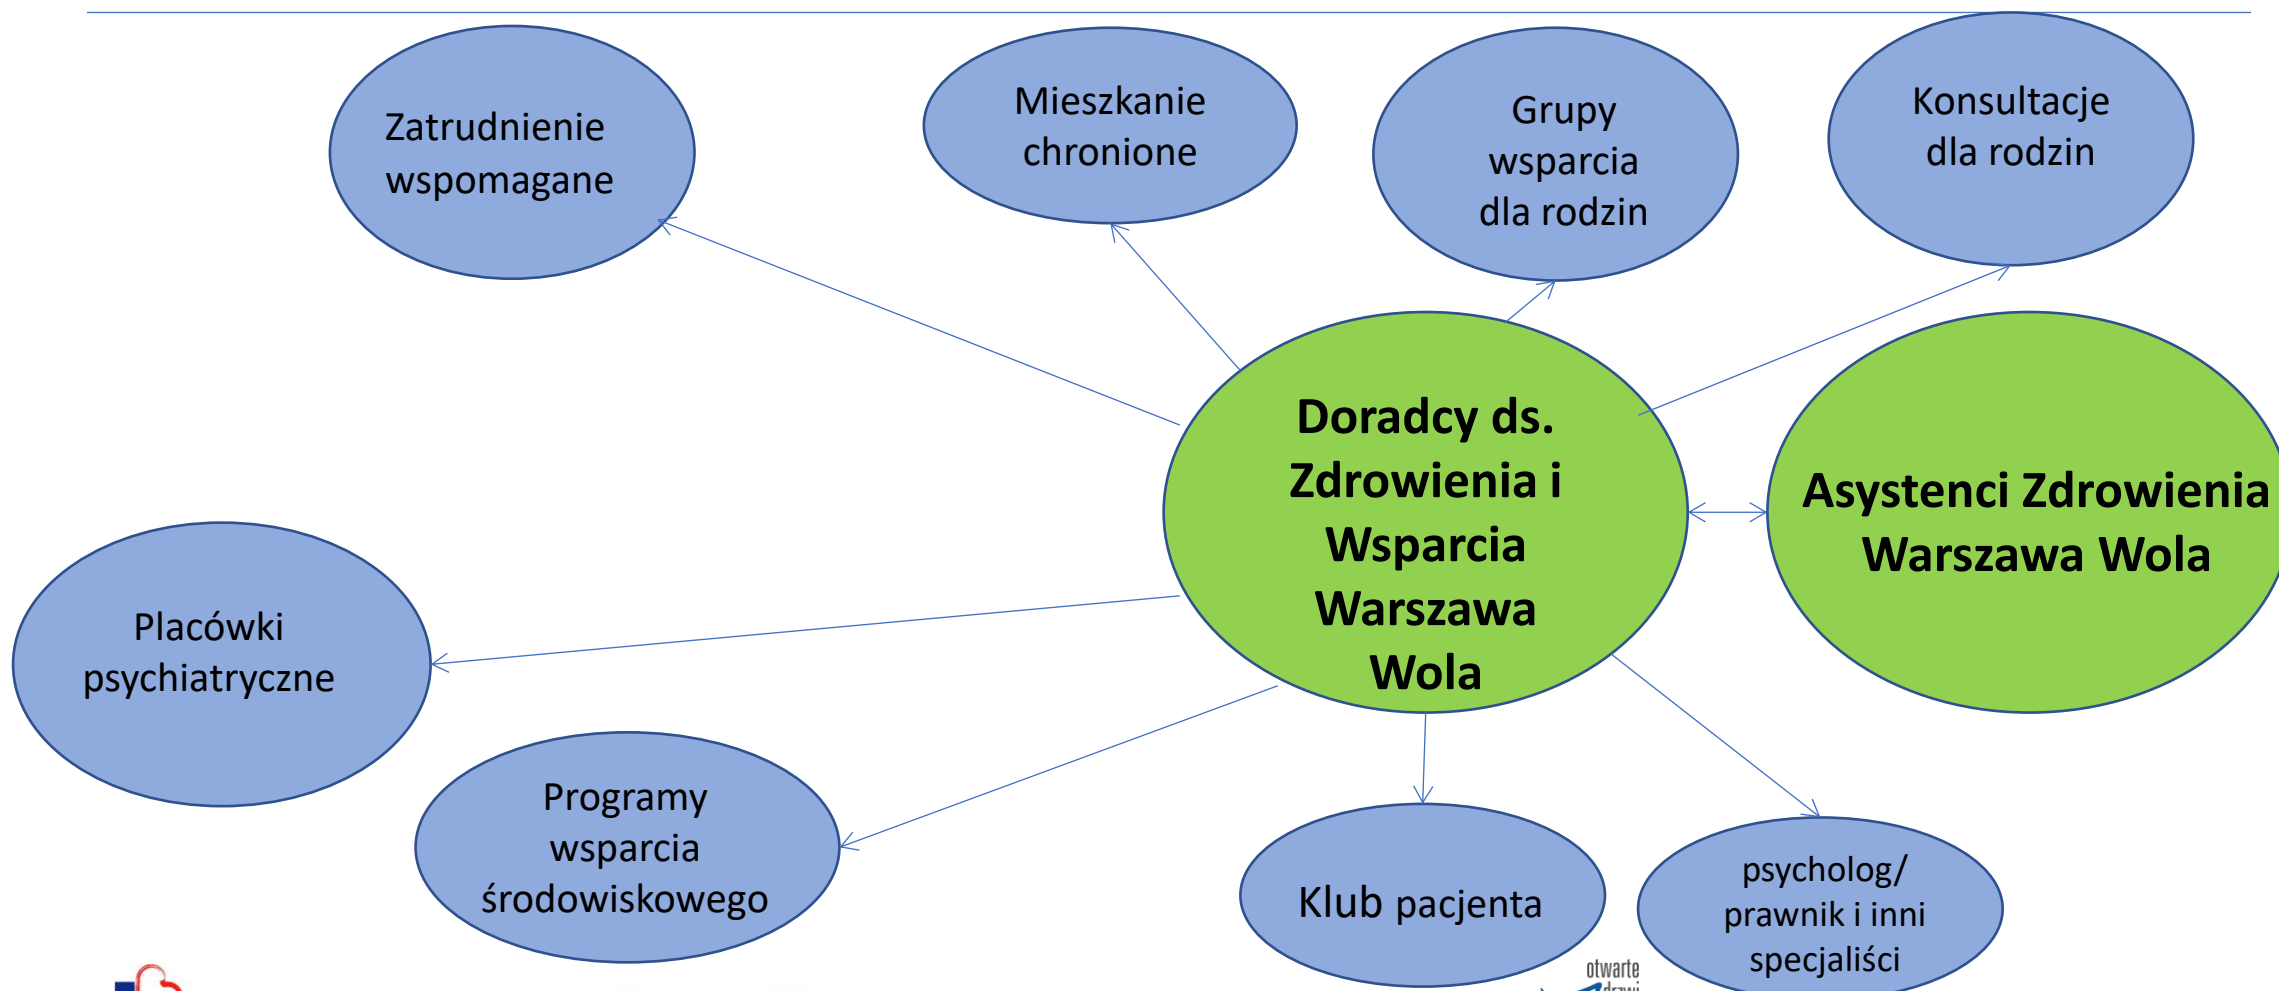 Zatrudnienie
wspomagane
Mieszkanie
chronione
Grupy
wsparcia
dla rodzin
Konsultacje
dla rodzin
Doradcy ds.
Zdrowienia i
Wsparcia
Warszawa
Wola
Asystenci Zdrowienia
Warszawa Wola
Placówki
psychiatryczne
Programy
wsparcia
środowiskowego
Klub pacjenta
psycholog/
prawnik i inni
specjaliści
otwarte
drzwi